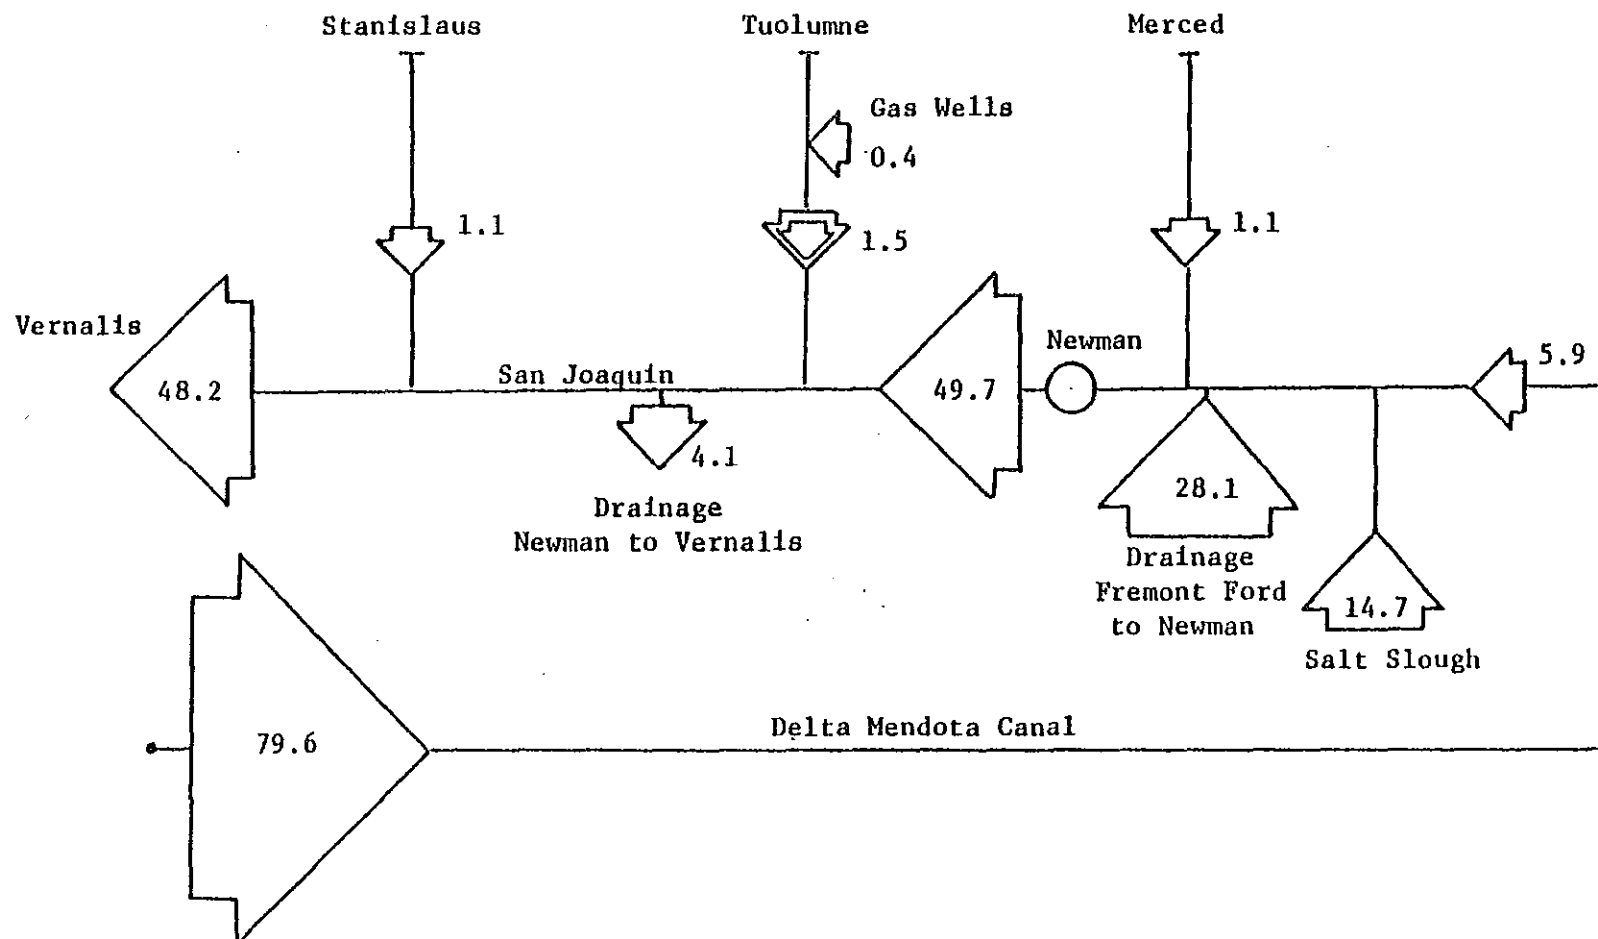 Stanislaus
Tuolumne
Merced
Gas Wells
0.4
1.1
1.5
1.1
Vernalis
48.2
San Joaquin
49.7
Newman
5.9
4.1
Drainage
Newman to Vernalis
28.1
Drainage
Fremont Ford
to Newman
14.7
Salt Slough
79.6
Delta Mendota Canal